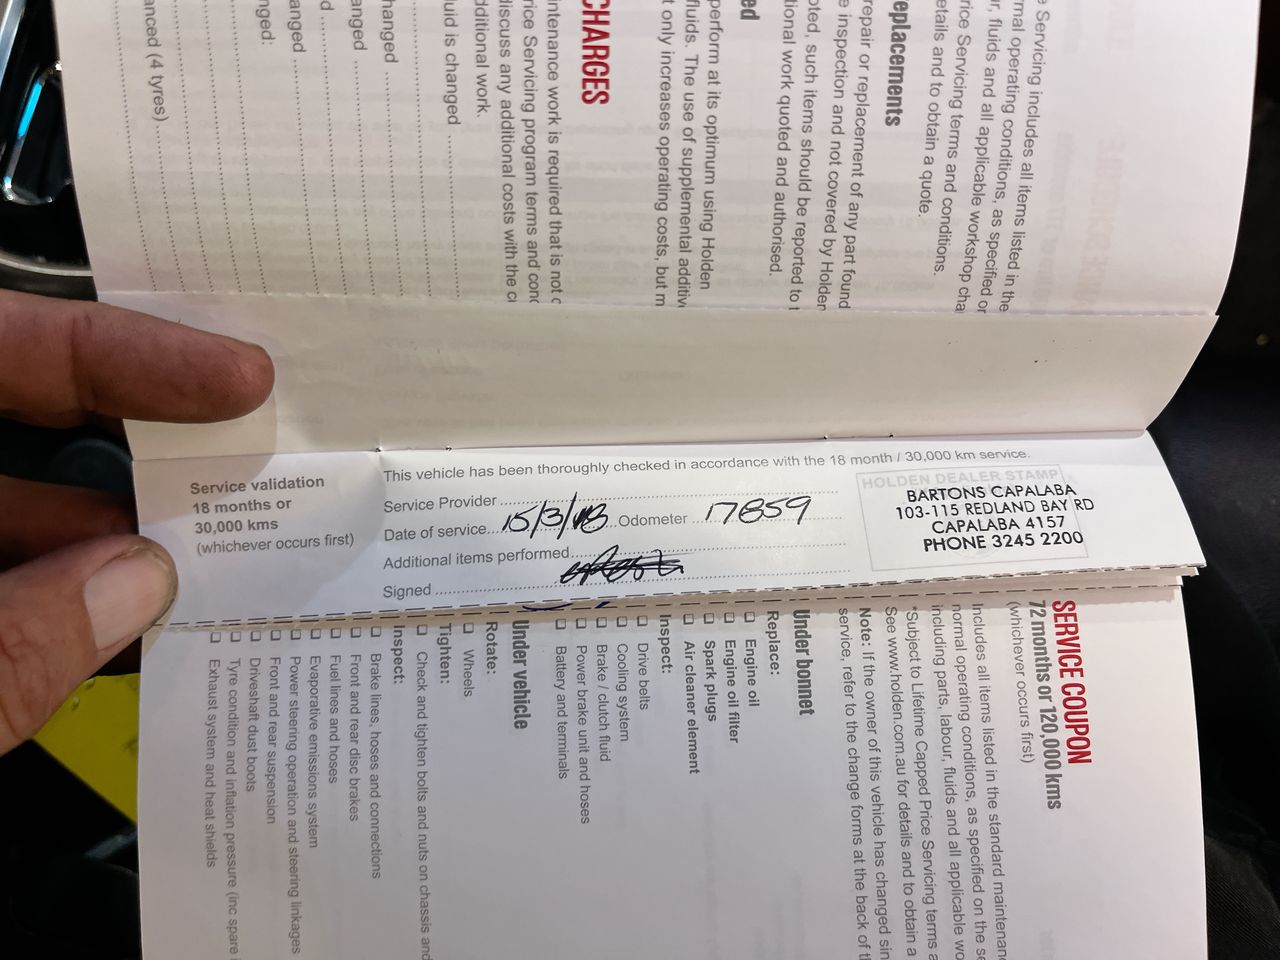 Service validation
18 months or
30,000 kms
(whichever occurs first)
This vehicle has been thoroughly checked in accordance with the 18 month / 30,000 km service.
Service Provider
Date of service 15/3/18 Odometer 17859
Additional items performed
Signed
HOLDEN DEALER STAMP
BARTONS CAPALABA
103-115 REDLAND BAY RD
CAPALABA 4157
PHONE 3245 2200
e Servicing includes all items listed in the
rmal operating conditions, as specified or
r, fluids and all applicable workshop cha
rice Servicing terms and conditions.
etails and to obtain a quote.
eplacements
repair or replacement of any part found
e inspection and not covered by Holden
oted, such items should be reported to t
tional work quoted and authorised.
ed
perform at its optimum using Holden
fluids. The use of supplemental additiv
t only increases operating costs, but m
CHARGES
intenance work is required that is not c
rice Servicing program terms and cond
discuss any additional costs with the c
dditional work.
luid is changed
hanged
anged
d
anged
nged:
anced (4 tyres)
SERVICE COUPON
72 months or 120,000 kms
(whichever occurs first)
Includes all items listed in the standard maintenanc
normal operating conditions, as specified on the se
including parts, labour, fluids and all applicable wo
*Subject to Lifetime Capped Price Servicing terms a
See www.holden.com.au for details and to obtain a
Note: If the owner of this vehicle has changed sin
service, refer to the change forms at the back of t
Under bonnet
Replace:
❑ Engine oil
❑ Engine oil filter
❑ Spark plugs
❑ Air cleaner element
Inspect:
❑ Drive belts
❑ Cooling system
❑ Brake / clutch fluid
❑ Power brake unit and hoses
❑ Battery and terminals
Under vehicle
Rotate:
❑ Wheels
Tighten:
❑ Check and tighten bolts and nuts on chassis and
Inspect:
❑ Brake lines, hoses and connections
❑ Front and rear disc brakes
❑ Fuel lines and hoses
❑ Evaporative emissions system
❑ Power steering operation and steering linkages
❑ Front and rear suspension
❑ Driveshaft dust boots
❑ Tyre condition and inflation pressure (inc spare
❑ Exhaust system and heat shields